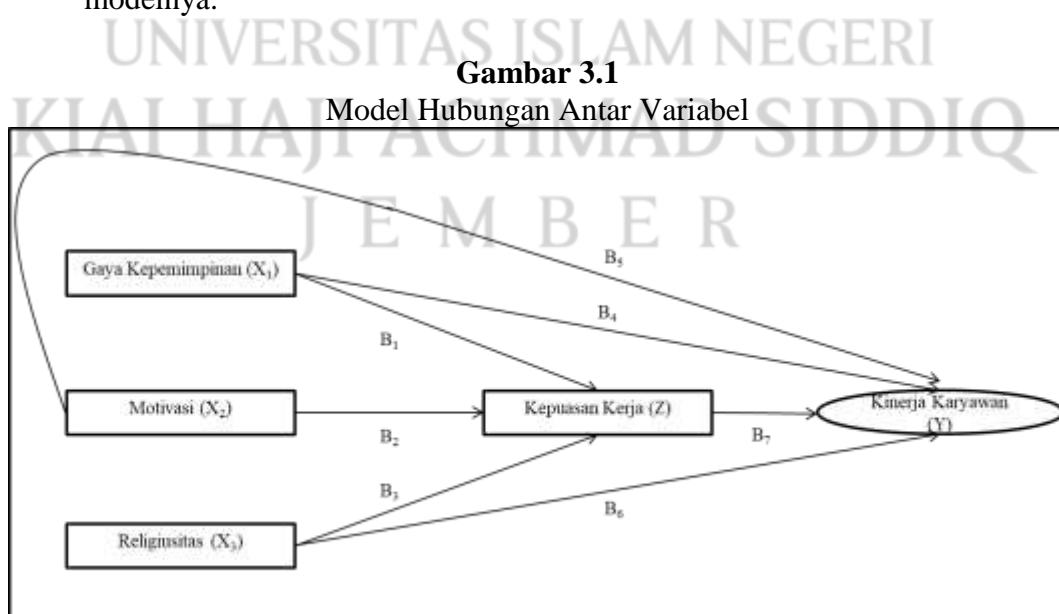 modelnya.
UNIVERSITAS ISLAM NEGERI
Gambar 3.1
Model Hubungan Antar Variabel
KIAI HAJI ACHMAD SIDDIQ
J E M B E R
B₅
Gaya Kepemimpinan (X₁)
B₄
B₁
Motivasi (X₂)
Kepuasan Kerja (Z)
Kinerja Karyawan
(Y)
B₂
B₇
B₃
B₆
Religiusitas (X₃)